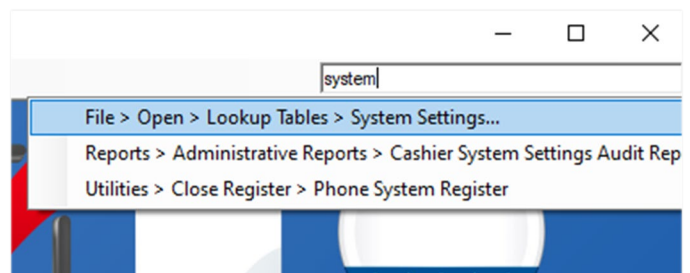 system
File > Open > Lookup Tables > System Settings...
Reports > Administrative Reports > Cashier System Settings Audit Rep
Utilities > Close Register > Phone System Register